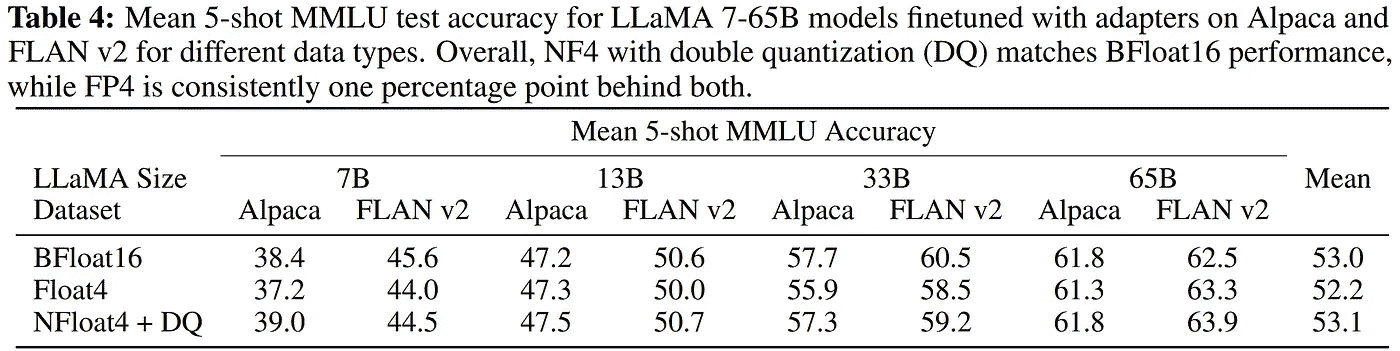 Table 4: Mean 5-shot MMLU test accuracy for LLaMA 7-65B models finetuned with adapters on Alpaca and
FLAN v2 for different data types. Overall, NF4 with double quantization (DQ) matches BFloat16 performance,
while FP4 is consistently one percentage point behind both.
Mean 5-shot MMLU Accuracy
LLaMA Size 7B 13B 33B 65B Mean
Dataset Alpaca FLAN v2 Alpaca FLAN v2 Alpaca FLAN v2 Alpaca FLAN v2
BFloat16 38.4 45.6 47.2 50.6 57.7 60.5 61.8 62.5 53.0
Float4 37.2 44.0 47.3 50.0 55.9 58.5 61.3 63.3 52.2
NFloat4 + DQ 39.0 44.5 47.5 50.7 57.3 59.2 61.8 63.9 53.1